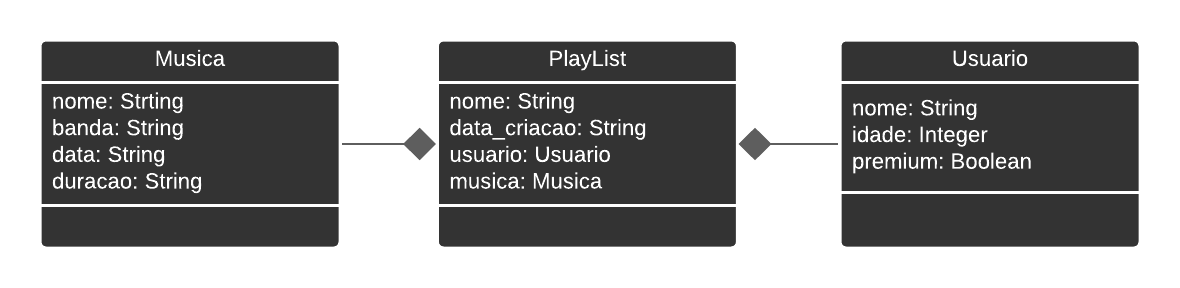 Musica
nome: Strting
banda: String
data: String
duracao: String
PlayList
nome: String
data_criacao: String
usuario: Usuario
musica: Musica
Usuario
nome: String
idade: Integer
premium: Boolean